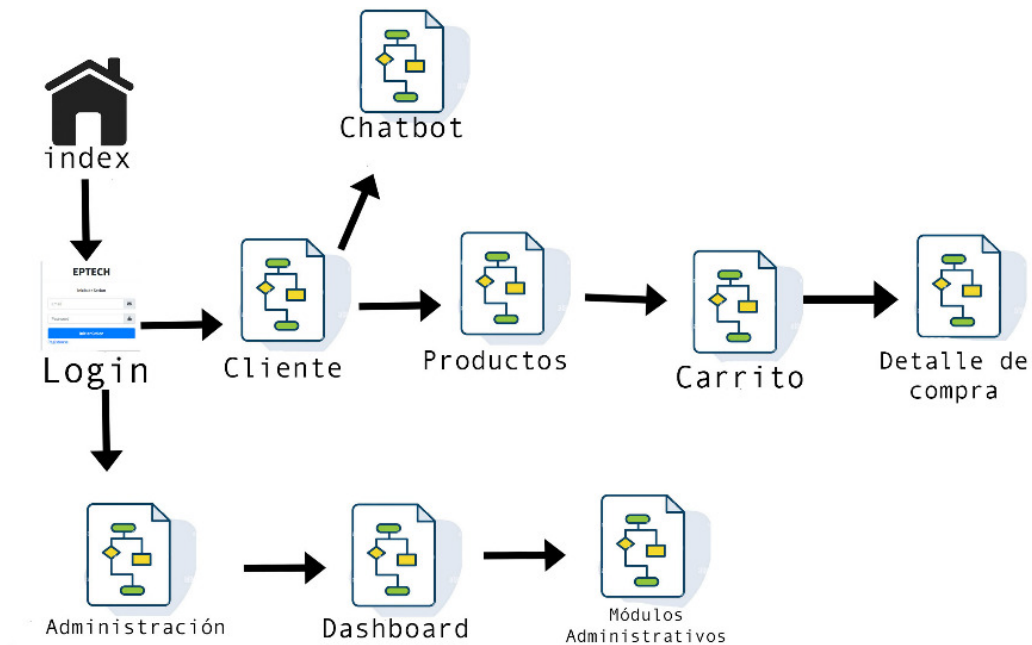 Chatbot
index
EPTECH
Login
Cliente
Productos
Carrito
Detalle de
compra
Administración
Dashboard
Módulos
Administrativos